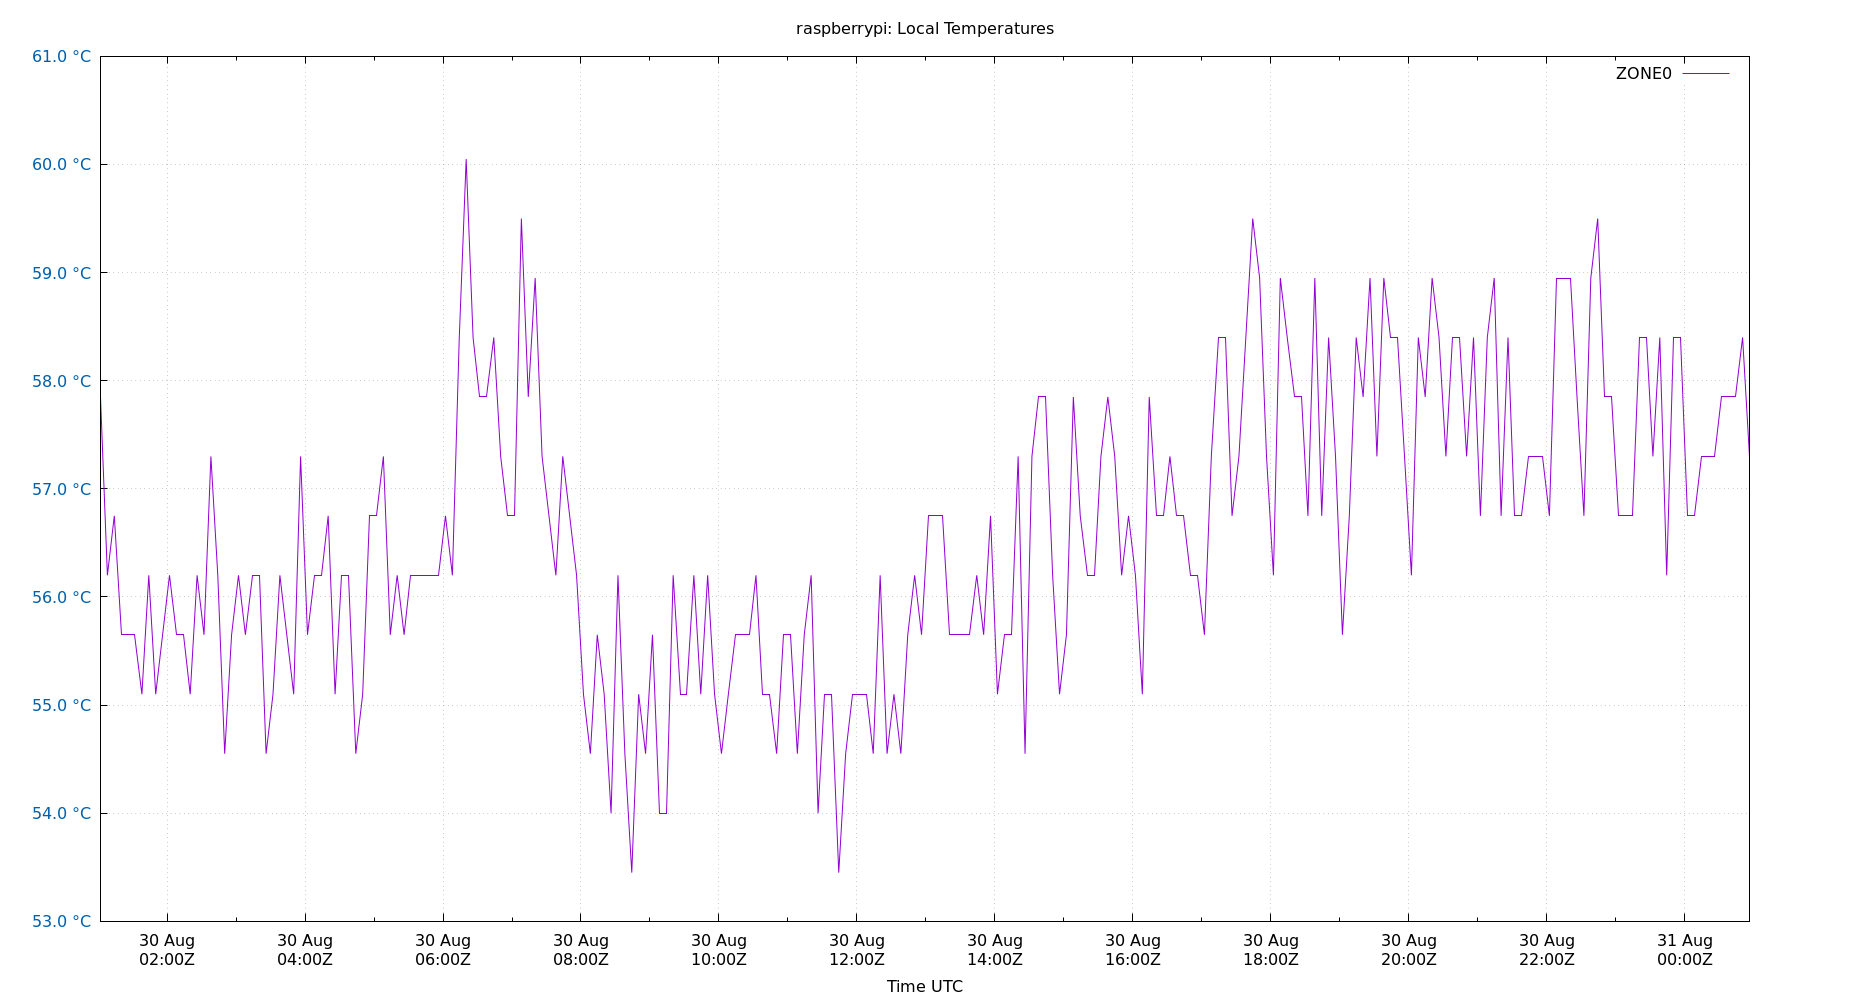 raspberrypi: Local Temperatures
61.0 °C
ZONE0
60.0 °C
59.0 °C
58.0 °C
57.0 °C
56.0 °C
55.0 °C
54.0 °C
53.0 °C
30 Aug 30 Aug 30 Aug 30 Aug 30 Aug 30 Aug 30 Aug 30 Aug 30 Aug 30 Aug 30 Aug 31 Aug
02:00Z 04:00Z 06:00Z 08:00Z 10:00Z 12:00Z 14:00Z 16:00Z 18:00Z 20:00Z 22:00Z 00:00Z
Time UTC